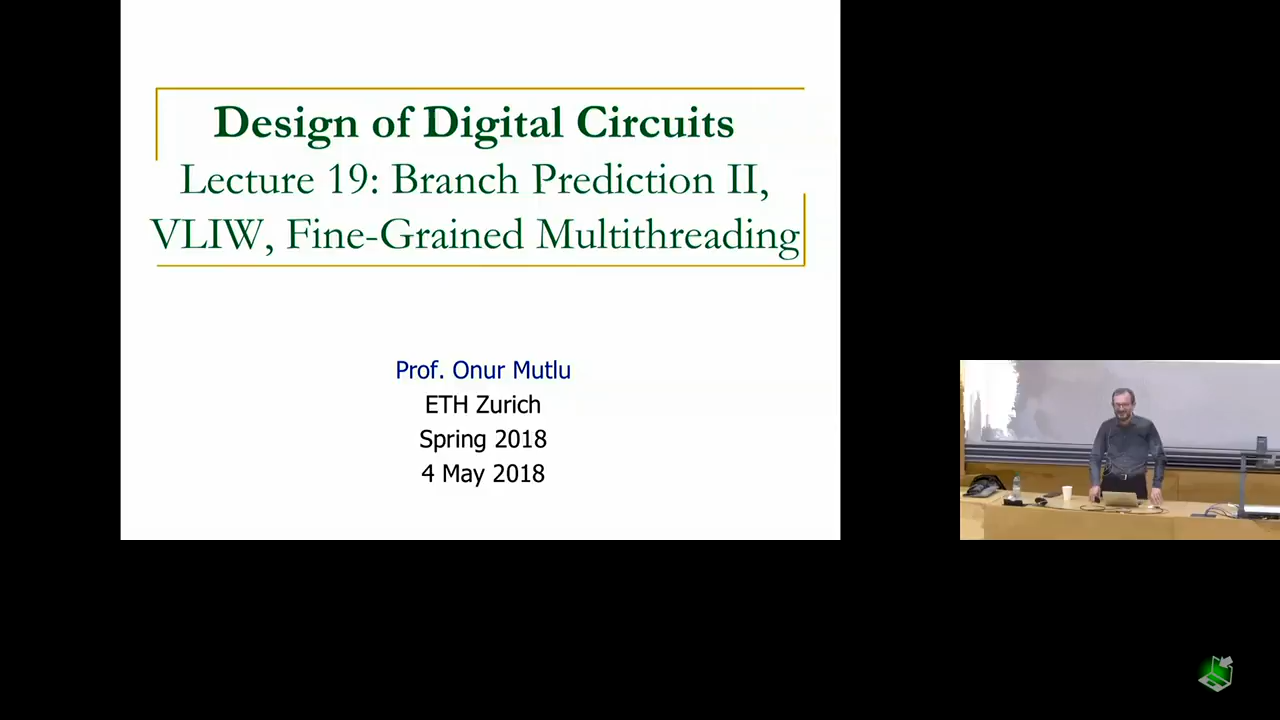 Design of Digital Circuits
Lecture 19: Branch Prediction II,
VLIW, Fine-Grained Multithreading
Prof. Onur Mutlu
ETH Zurich
Spring 2018
4 May 2018